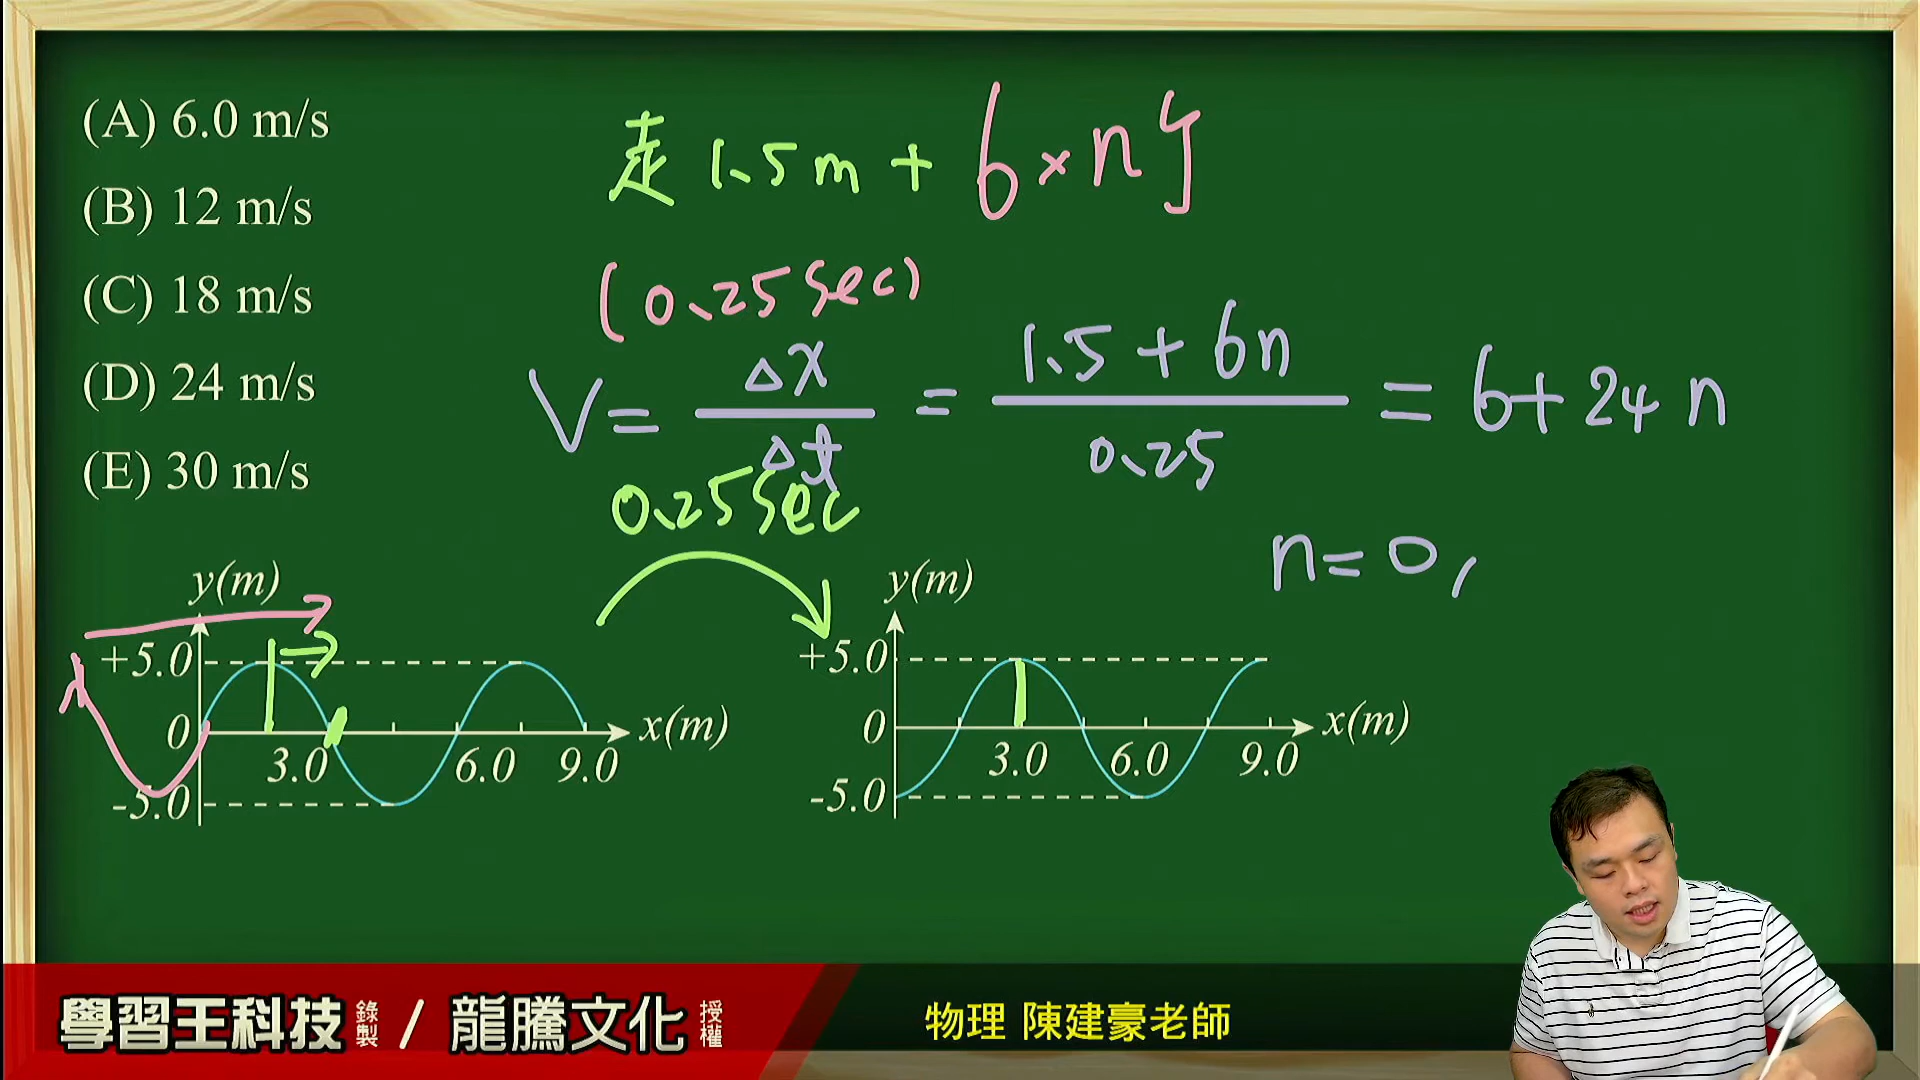 (A) 6.0 m/s
(B) 12 m/s
(C) 18 m/s
(D) 24 m/s
(E) 30 m/s
走 1.5 m + 6 × n
(0.25 sec)
V = Δx / Δt = 1.5 + 6n / 0.25 = 6 + 24 n
0.25 sec
n = 0 ,
y(m)
+5.0
0
-5.0
3.0
6.0
9.0
x(m)
y(m)
+5.0
0
-5.0
3.0
6.0
9.0
x(m)
學習王科技 錄製 / 龍騰文化 授權
物理 陳建豪老師